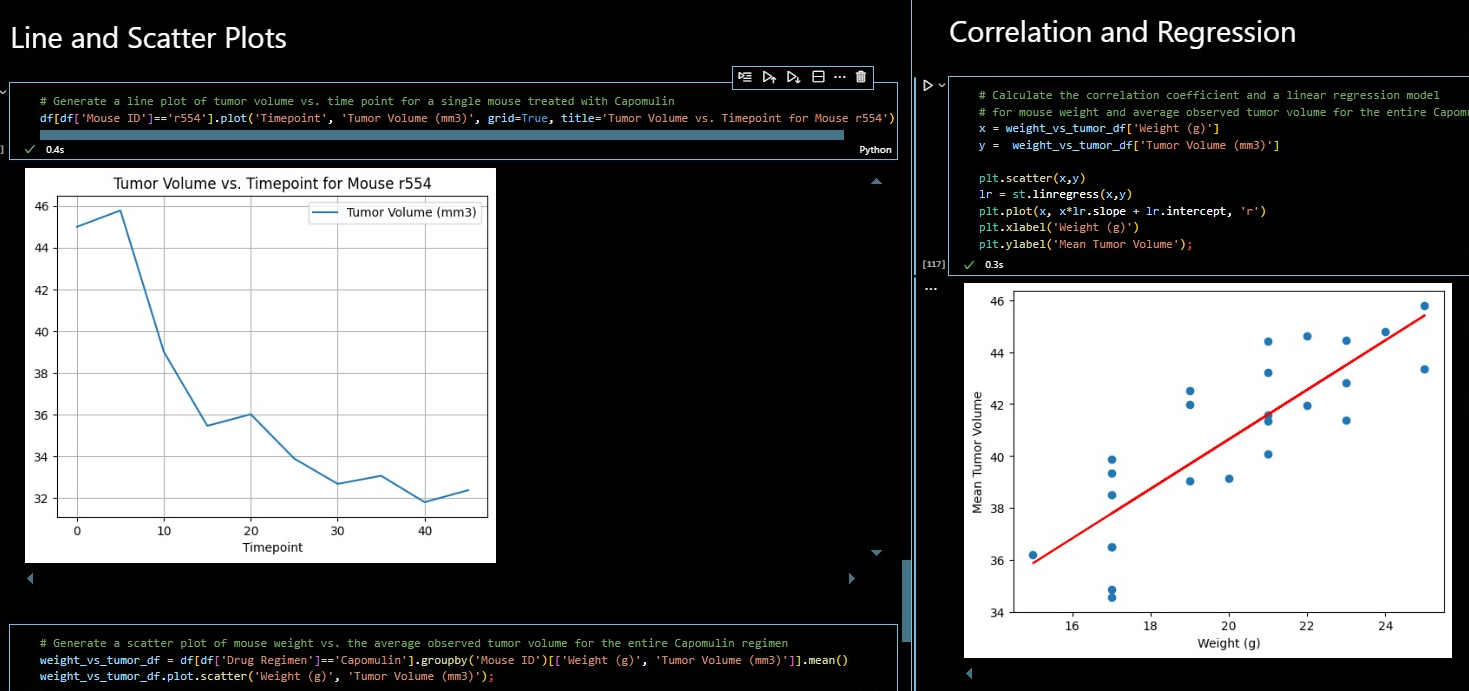 Line and Scatter Plots
# Generate a line plot of tumor volume vs. time point for a single mouse treated with Capomulin
df[df['Mouse ID']=='r554'].plot('Timepoint', 'Tumor Volume (mm3)', grid=True, title='Tumor Volume vs. Timepoint for Mouse r554')
]
0.4s
Python
Tumor Volume vs. Timepoint for Mouse r554
Tumor Volume (mm3)
46
44
42
40
38
36
34
32
0 10 20 30 40
Timepoint
# Generate a scatter plot of mouse weight vs. the average observed tumor volume for the entire Capomulin regimen
weight_vs_tumor_df = df[df['Drug Regimen']=='Capomulin'].groupby('Mouse ID')[['Weight (g)', 'Tumor Volume (mm3)']].mean()
weight_vs_tumor_df.plot.scatter('Weight (g)', 'Tumor Volume (mm3)');
Correlation and Regression
# Calculate the correlation coefficient and a linear regression model
# for mouse weight and average observed tumor volume for the entire Capom
x = weight_vs_tumor_df['Weight (g)']
y =  weight_vs_tumor_df['Tumor Volume (mm3)']
plt.scatter(x,y)
lr = st.linregress(x,y)
plt.plot(x, x*lr.slope + lr.intercept, 'r')
plt.xlabel('Weight (g)')
plt.ylabel('Mean Tumor Volume');
[117]
0.3s
46
44
42
40
38
36
34
Mean Tumor Volume
16 18 20 22 24
Weight (g)